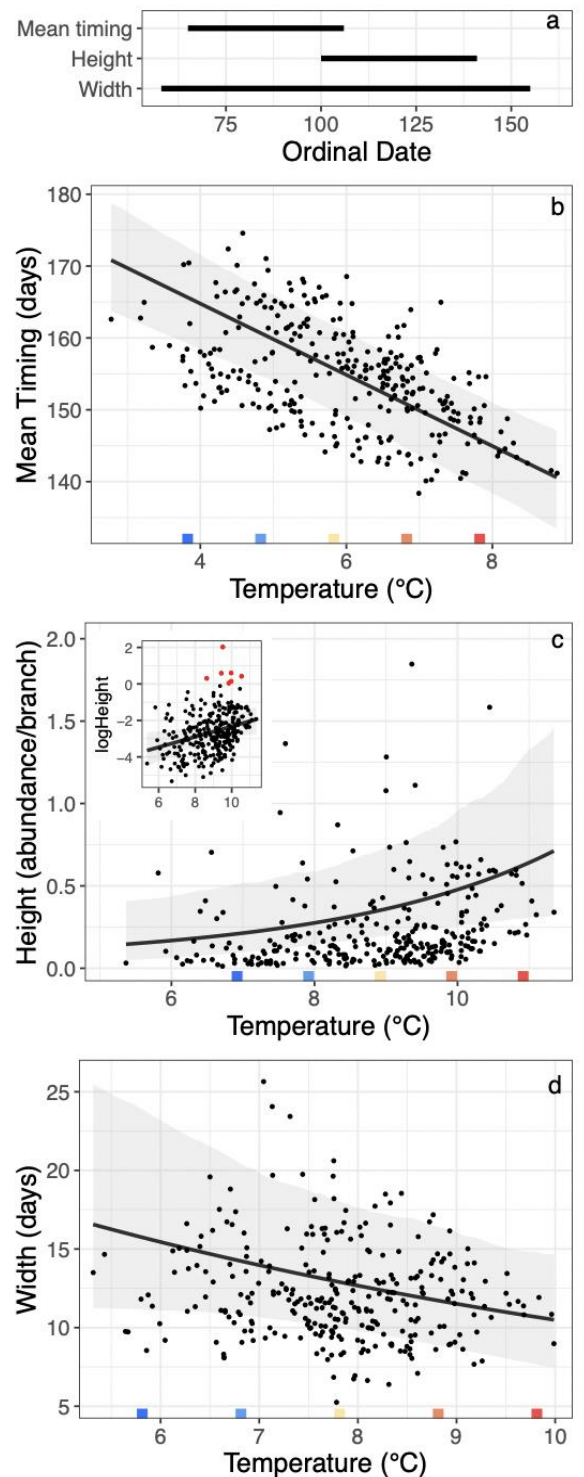 a
Mean timing
Height
Width
75 100 125 150
Ordinal Date
b
180
170
160
150
140
Mean Timing (days)
4 6 8
Temperature (°C)
c
2.0
1.5
1.0
0.5
0.0
Height (abundance/branch)
2
0
−2
−4
logHeight
6 8 10
6 8 10
Temperature (°C)
d
25
20
15
10
5
Width (days)
6 7 8 9 10
Temperature (°C)